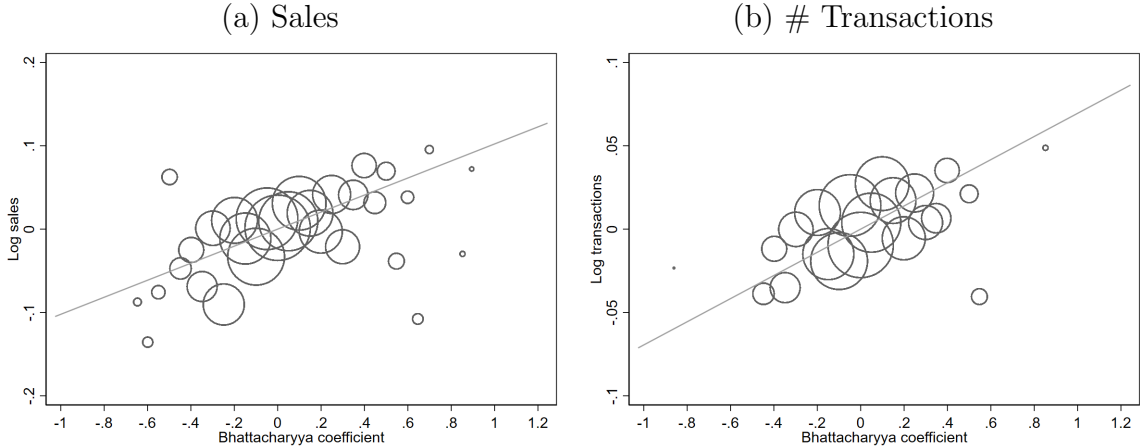 (a) Sales
.2
.1
0
-.1
-.2
Log sales
-1 -.8 -.6 -.4 -.2 0 .2 .4 .6 .8 1 1.2
Bhattacharyya coefficient
(b) # Transactions
.1
.05
0
-.05
-.1
Log transactions
-1 -.8 -.6 -.4 -.2 0 .2 .4 .6 .8 1 1.2
Bhattacharyya coefficient